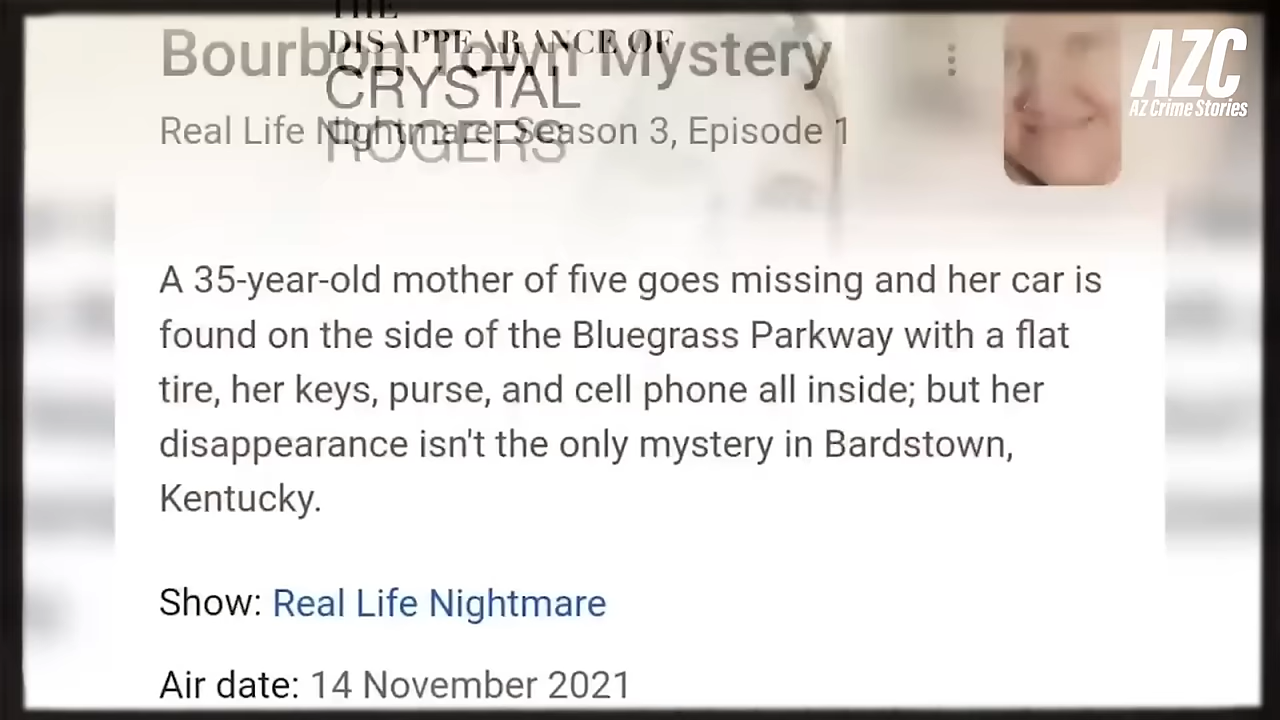 THE
DISAPPEARANCE OF
CRYSTAL
ROGERS
Bourbon Town Mystery
Real Life Nightmare: Season 3, Episode 1
AZC
AZ Crime Stories
A 35-year-old mother of five goes missing and her car is
found on the side of the Bluegrass Parkway with a flat
tire, her keys, purse, and cell phone all inside; but her
disappearance isn't the only mystery in Bardstown,
Kentucky.
Show: Real Life Nightmare
Air date: 14 November 2021